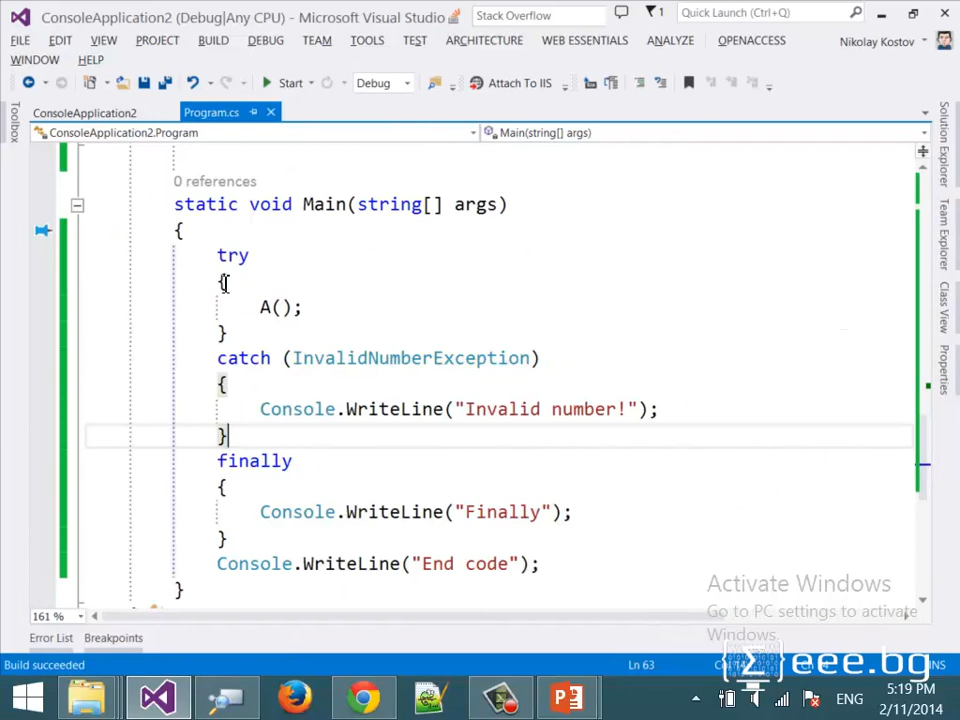 ConsoleApplication2 (Debug|Any CPU) - Microsoft Visual Studio
Stack Overflow
1
Quick Launch (Ctrl+Q)
FILE EDIT VIEW PROJECT BUILD DEBUG TEAM TOOLS TEST ARCHITECTURE WEB ESSENTIALS ANALYZE OPENACCESS
Nikolay Kostov
WINDOW HELP
Start
Debug
Attach To IIS
ConsoleApplication2
Program.cs
ConsoleApplication2.Program
Main(string[] args)
Toolbox
Solution Explorer
Team Explorer
Class View
Properties
0 references
static void Main(string[] args)
{
try
{
A();
}
catch (InvalidNumberException)
{
Console.WriteLine("Invalid number!");
}
finally
{
Console.WriteLine("Finally");
}
Console.WriteLine("End code");
}
Activate Windows
Go to PC settings to activate
Windows.
161 %
Error List Breakpoints
Build succeeded
Ln 63
INS
eee.bg
ENG
5:19 PM
2/11/2014